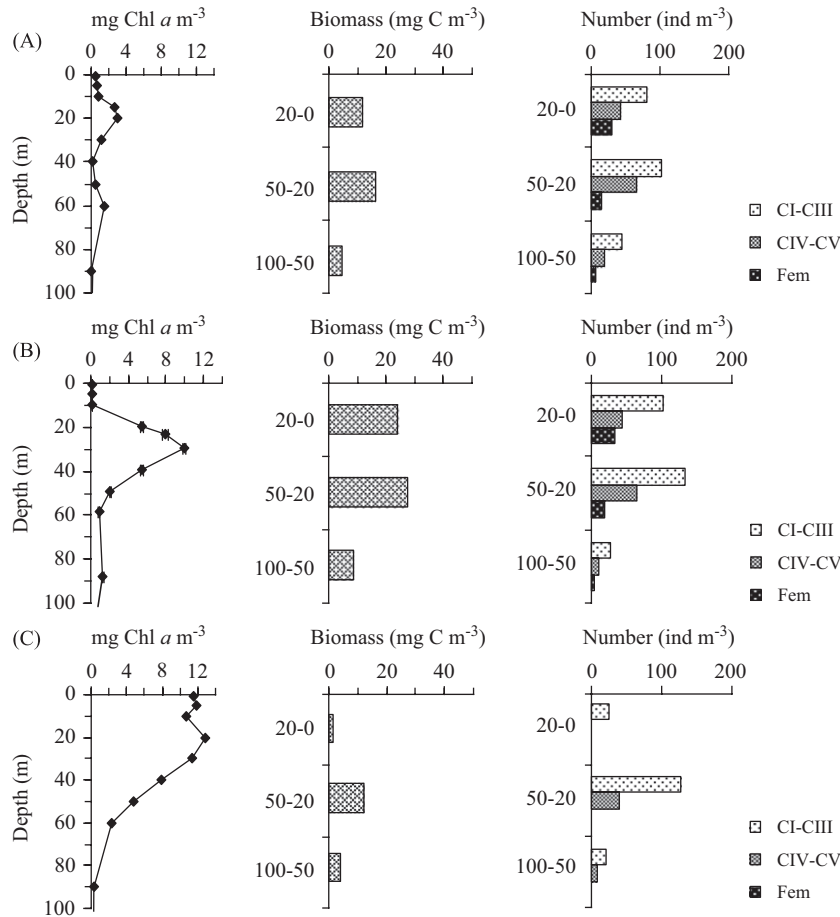 (A)
mg Chl a m⁻³
0 4 8 12
Depth (m)
0
20
40
60
80
100
Biomass (mg C m⁻³)
0 20 40
20-0
50-20
100-50
Number (ind m⁻³)
0 100 200
20-0
50-20
100-50
CI-CIII
CIV-CV
Fem
(B)
mg Chl a m⁻³
0 4 8 12
Depth (m)
0
20
40
60
80
100
Biomass (mg C m⁻³)
0 20 40
20-0
50-20
100-50
Number (ind m⁻³)
0 100 200
20-0
50-20
100-50
CI-CIII
CIV-CV
Fem
(C)
mg Chl a m⁻³
0 4 8 12
Depth (m)
0
20
40
60
80
100
Biomass (mg C m⁻³)
0 20 40
20-0
50-20
100-50
Number (ind m⁻³)
0 100 200
20-0
50-20
100-50
CI-CIII
CIV-CV
Fem